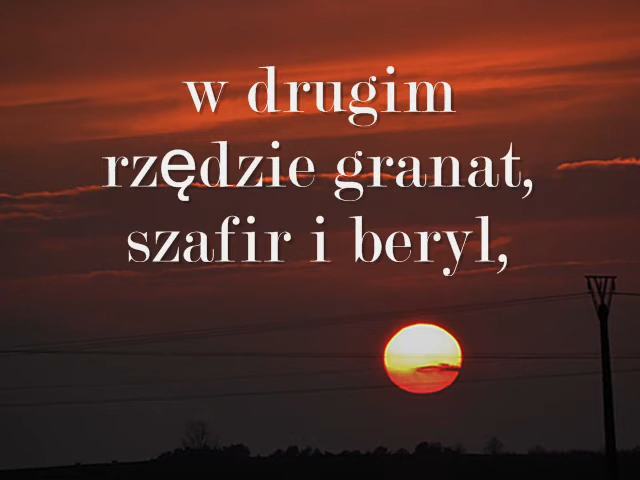 w drugim
rzędzie granat,
szafir i beryl,